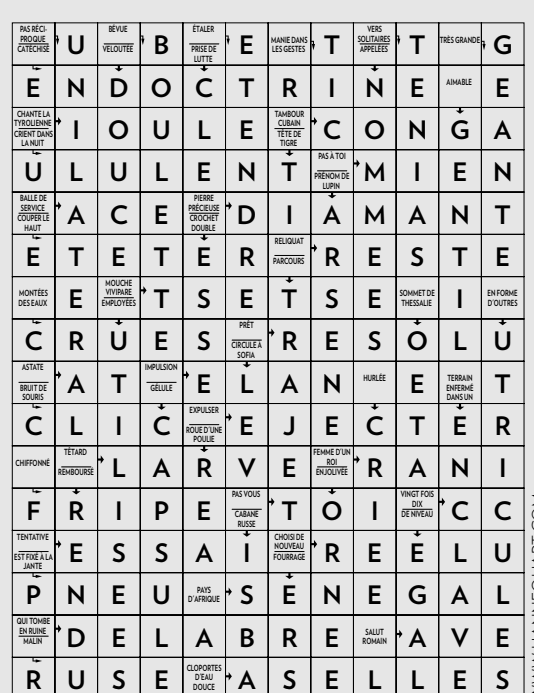 PAS RÉCI-
PROQUE
CATÉCHISÉ
U
BÉVUE
VELOUTÉE
B
ÉTALER
PRISE DE
LUTTE
E
MANIE DANS
LES GESTES
T
VERS
SOLITAIRES
APPELÉES
T
TRÈS GRANDE
G
E N D O C T R I N E
AIMABLE
E
CHANTE LA
TYROLIENNE
CRIENT DANS
LA NUIT
I O U L E
TAMBOUR
CUBAIN
TÊTE DE
TIGRE
C O N G A
U L U L E N T
PAS À TOI
PRÉNOM DE
LUPIN
M I E N
BALLE DE
SERVICE
COUPER LE
HAUT
A C E
PIERRE
PRÉCIEUSE
CROCHET
DOUBLE
D I A M A N T
E T E T E R
RELIQUAT
PARCOURS
R E S T E
MONTÉES
DES EAUX
E
MOUCHE
VIVIPARE
EMPLOYÉES
T S E T S E
SOMMET DE
THESSALIE
I
EN FORME
D'OUTRES
C R U E S
PRÊT
CIRCULE À
SOFIA
R E S O L U
ASTATE
BRUIT DE
SOURIS
A T
IMPULSION
GÉLULE
E L A N
HURLÉE
E
TERRAIN
ENFERMÉ
DANS UN
T
C L I C
EXPULSER
ROUE D'UNE
POULIE
E J E C T E R
CHIFFONNÉ
TÉTARD
REMBOURSE
L A R V E
FEMME D'UN
ROI
ENJOLIVÉE
R A N I
F R I P E
PAS VOUS
CABANE
RUSSE
T O I
VINGT FOIS
DIX
DE NIVEAU
C C
TENTATIVE
EST FIXÉ À LA
JANTE
E S S A I
CHOISI DE
NOUVEAU
FOURRAGE
R E E L U
P N E U
PAYS
D'AFRIQUE
S E N E G A L
QUI TOMBE
EN RUINE
MALIN
D E L A B R E
SALUT
ROMAIN
A V E
R U S E
CLOPORTES
D'EAU
DOUCE
A S E L L E S